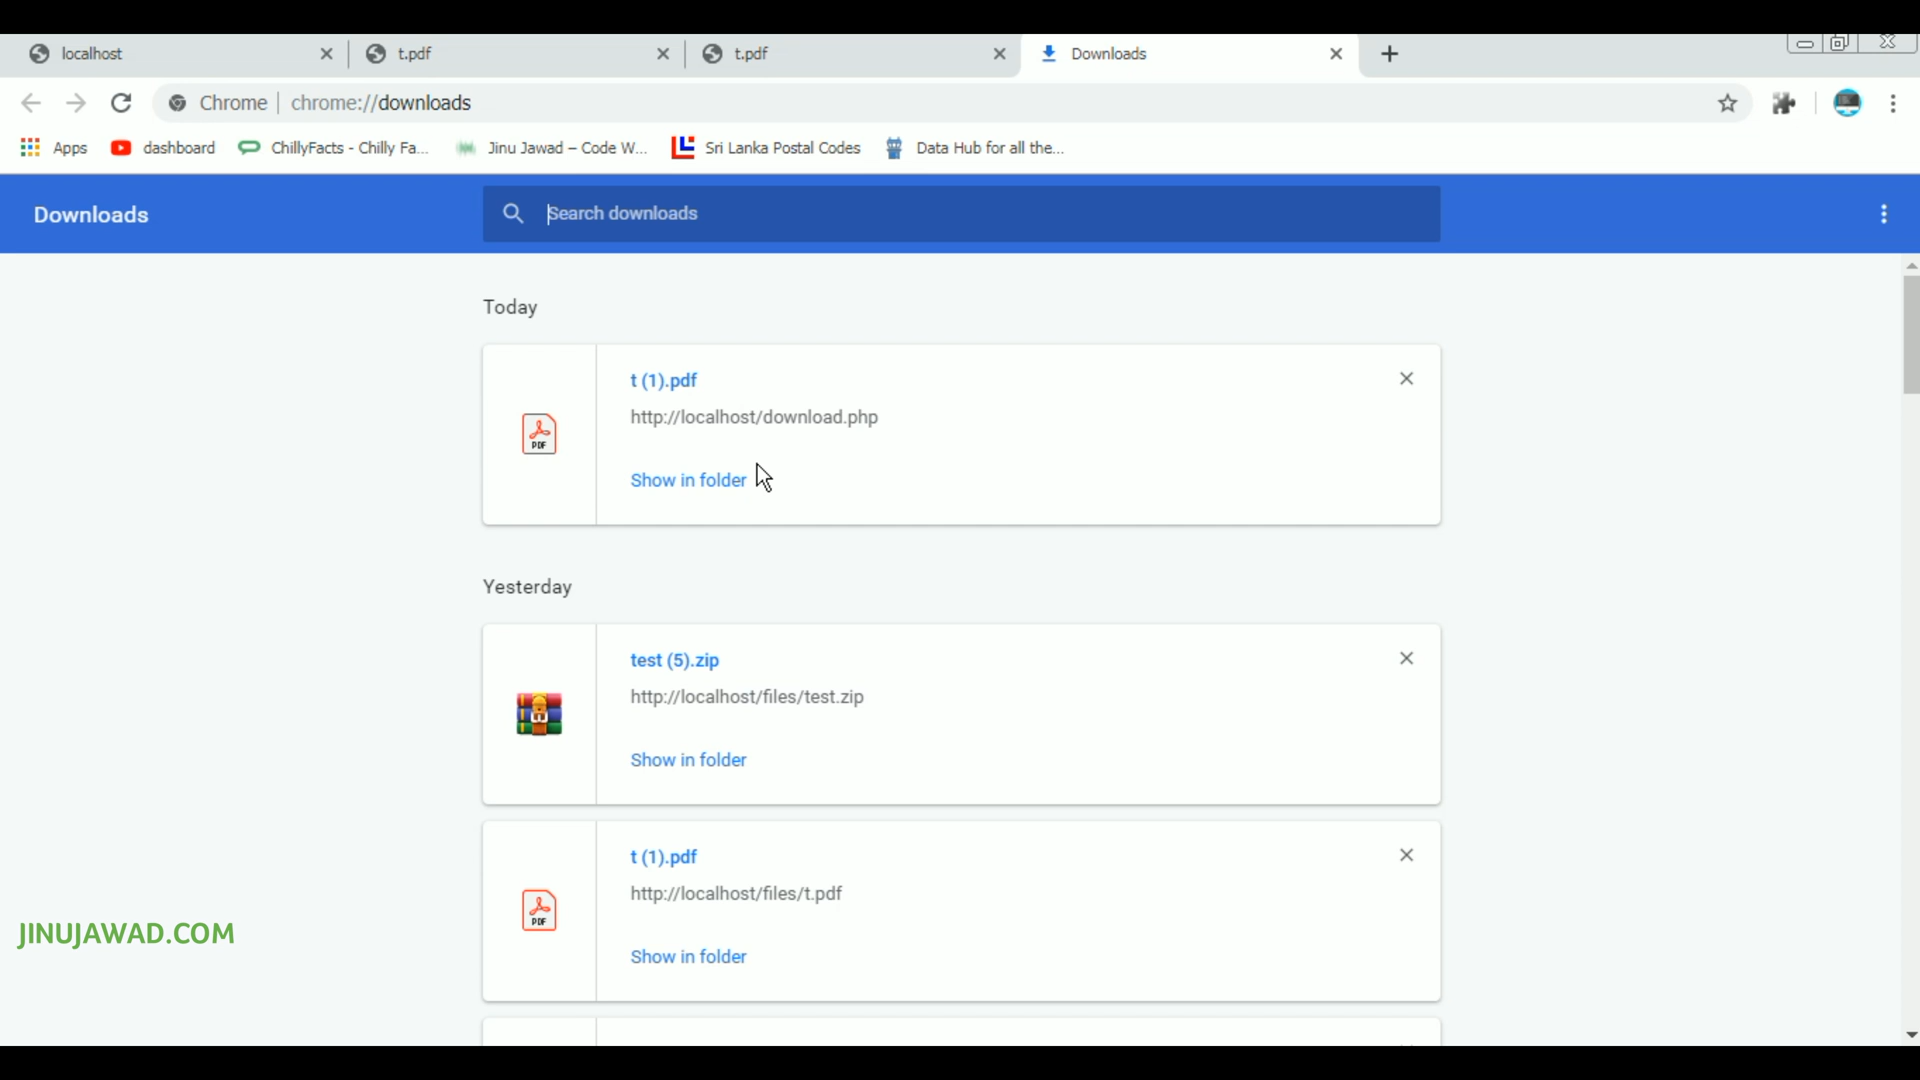 localhost
t.pdf
t.pdf
Downloads
Chrome | chrome://downloads
Apps
dashboard
ChillyFacts - Chilly Fa...
Jinu Jawad – Code W...
Sri Lanka Postal Codes
Data Hub for all the...
Downloads
Search downloads
Today
t (1).pdf
http://localhost/download.php
PDF
Show in folder
Yesterday
test (5).zip
http://localhost/files/test.zip
Show in folder
t (1).pdf
http://localhost/files/t.pdf
PDF
Show in folder
JINUJAWAD.COM